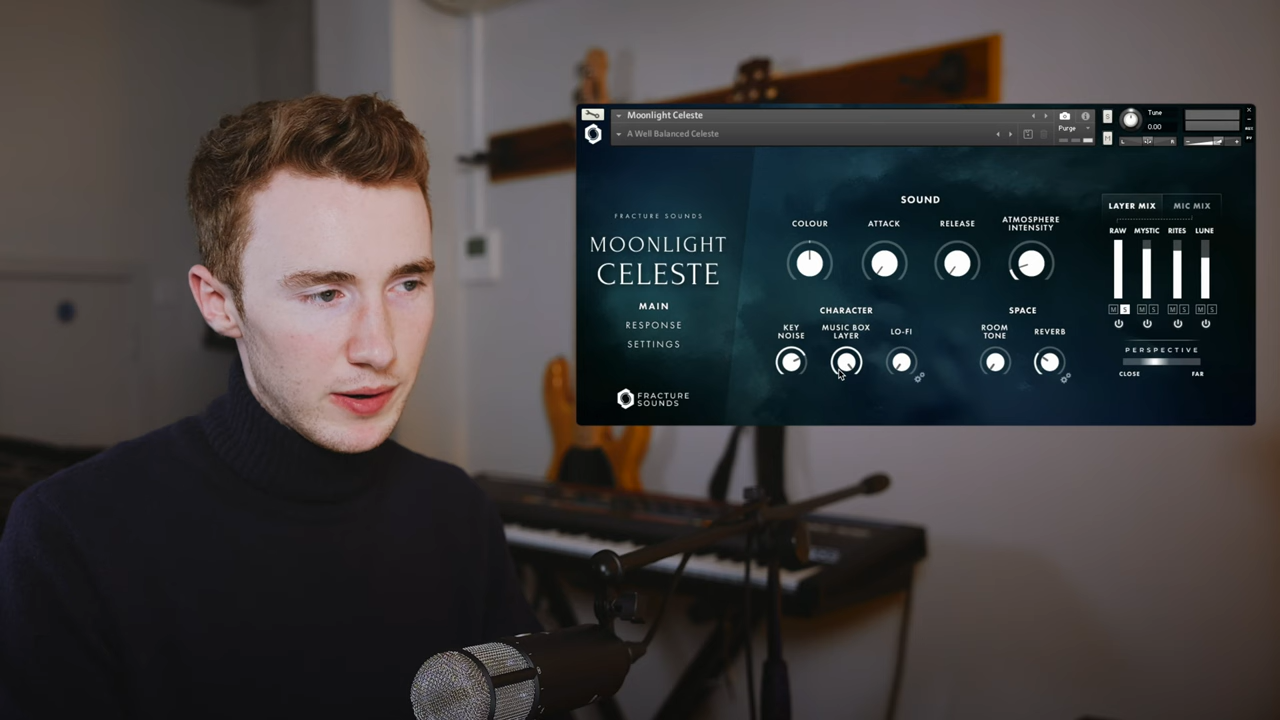 Moonlight Celeste
A Well Balanced Celeste
Purge
S
M
Tune
0.00
L
R
FRACTURE SOUNDS
MOONLIGHT
CELESTE
MAIN
RESPONSE
SETTINGS
FRACTURE
SOUNDS
SOUND
COLOUR
ATTACK
RELEASE
ATMOSPHERE
INTENSITY
CHARACTER
KEY
NOISE
MUSIC BOX
LAYER
LO-FI
SPACE
ROOM
TONE
REVERB
LAYER MIX
MIC MIX
RAW MYSTIC RITES LUNE
M S M S M S M S
PERSPECTIVE
CLOSE
FAR